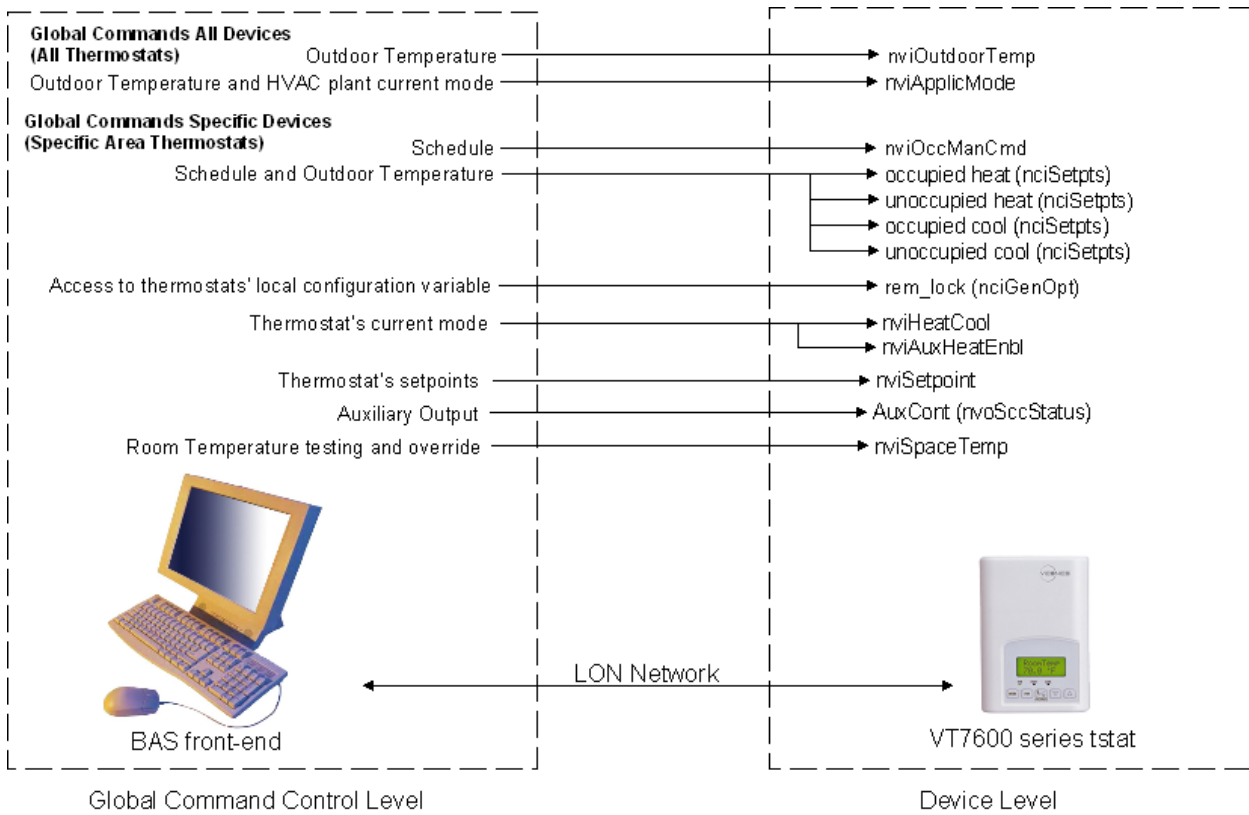 Global Commands All Devices
(All Thermostats)
Outdoor Temperature
nviOutdoorTemp
Outdoor Temperature and HVAC plant current mode
nviApplicMode
Global Commands Specific Devices
(Specific Area Thermostats)
Schedule
nviOccManCmd
Schedule and Outdoor Temperature
occupied heat (nciSetpts)
unoccupied heat (nciSetpts)
occupied cool (nciSetpts)
unoccupied cool (nciSetpts)
Access to thermostats' local configuration variable
rem_lock (nciGenOpt)
Thermostat's current mode
nviHeatCool
nviAuxHeatEnbl
Thermostat's setpoints
nviSetpoint
Auxiliary Output
AuxCont (nvoSccStatus)
Room Temperature testing and override
nviSpaceTemp
RoomTemp
LON Network
BAS front-end
VT7600 series tstat
Global Command Control Level
Device Level